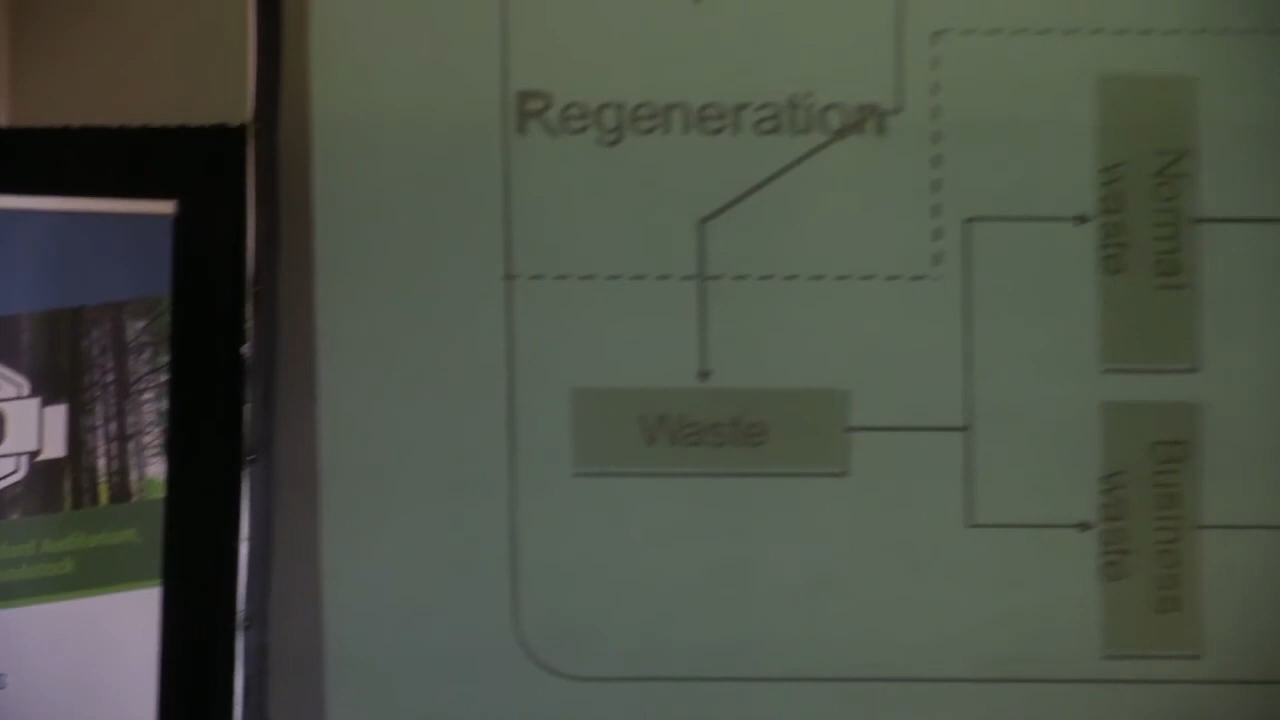 Regeneration
Waste
Normal
waste
Business
waste